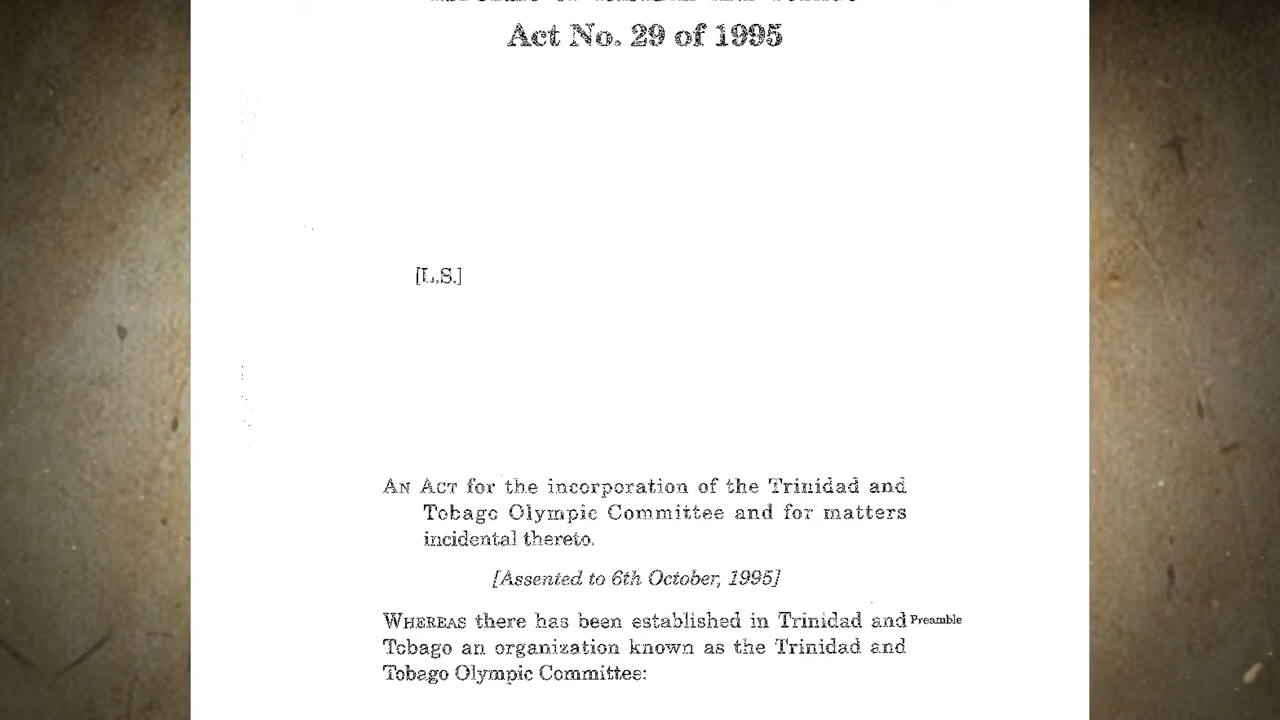 Act No. 29 of 1995
[L.S.]
AN ACT for the incorporation of the Trinidad and
Tobago Olympic Committee and for matters
incidental thereto.
[Assented to 6th October, 1995]
WHEREAS there has been established in Trinidad and Preamble
Tobago an organization known as the Trinidad and
Tobago Olympic Committee: